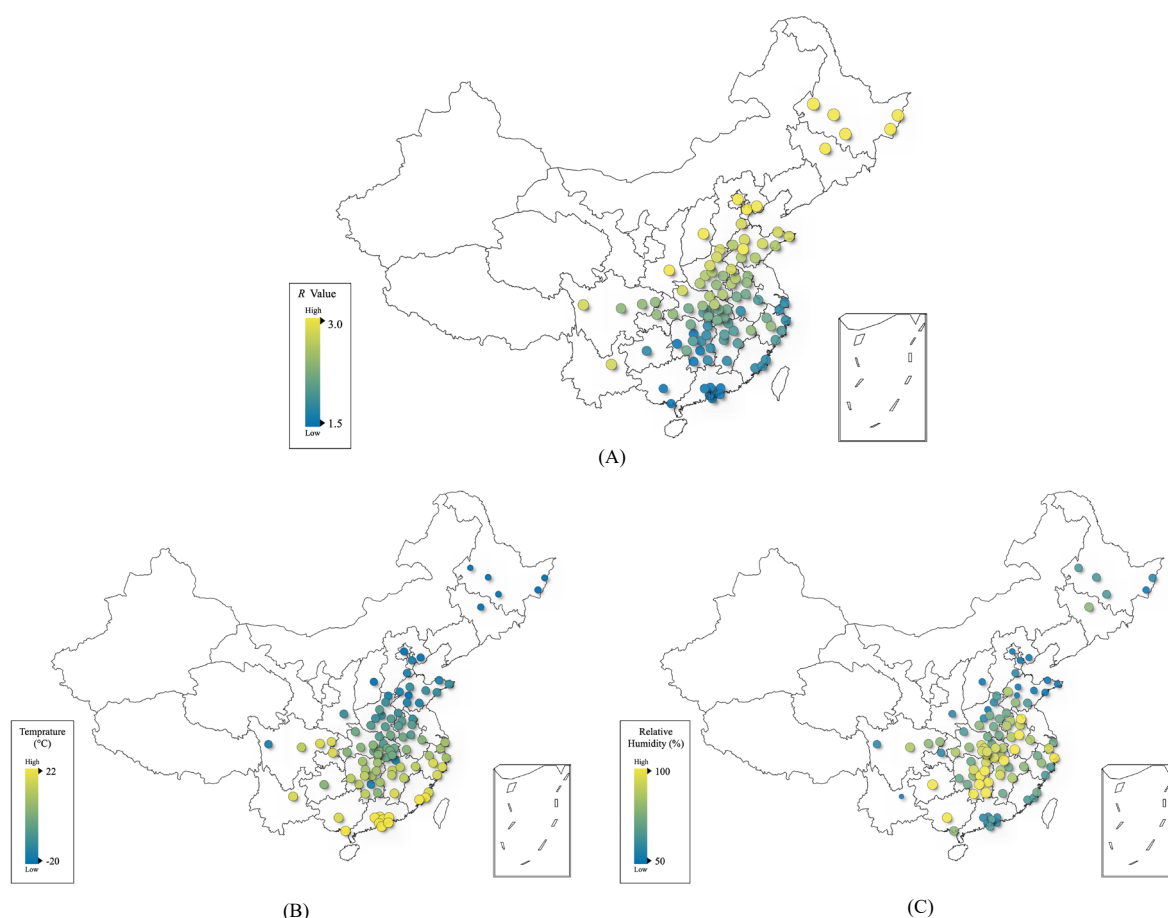 R Value
High
3.0
1.5
Low
(A)
Temprature
(°C)
High
22
-20
Low
(B)
Relative
Humidity (%)
High
100
50
Low
(C)